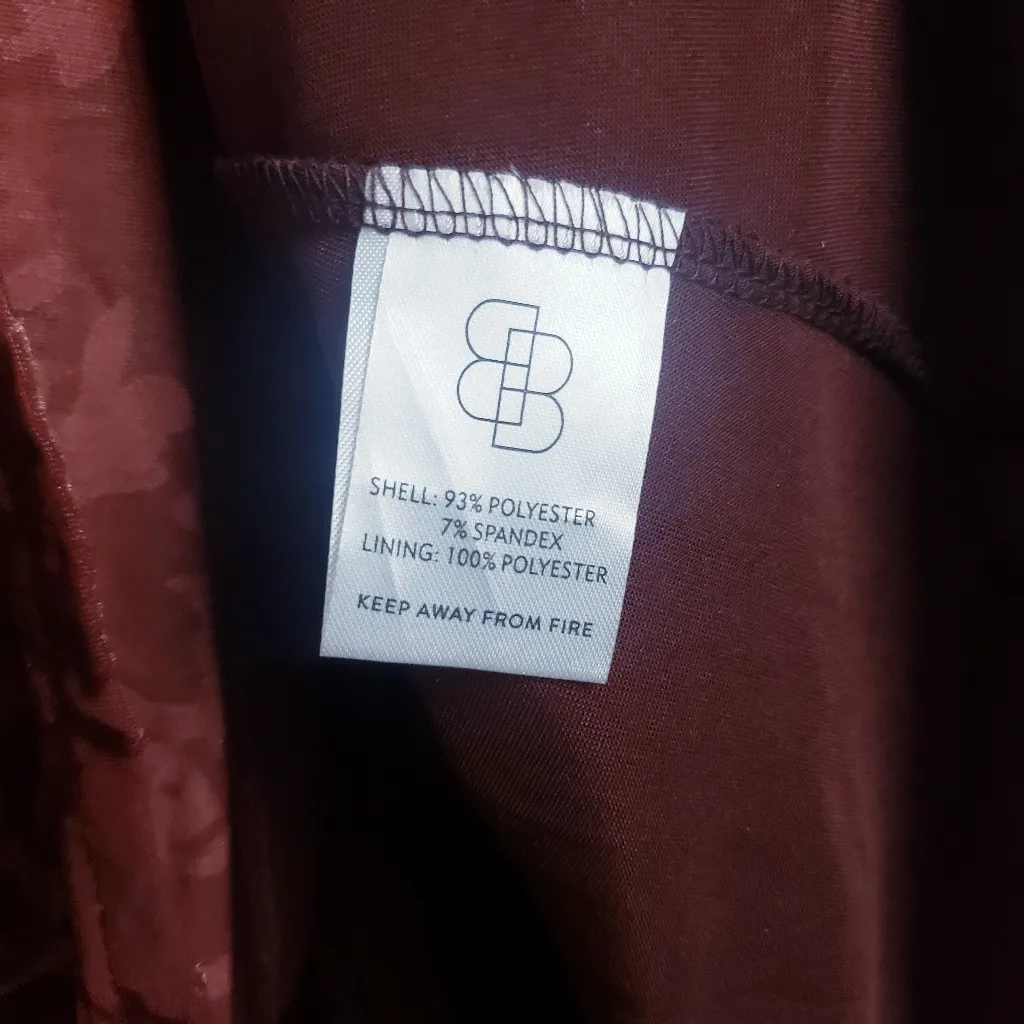 SHELL: 93% POLYESTER
7% SPANDEX
LINING: 100% POLYESTER
KEEP AWAY FROM FIRE